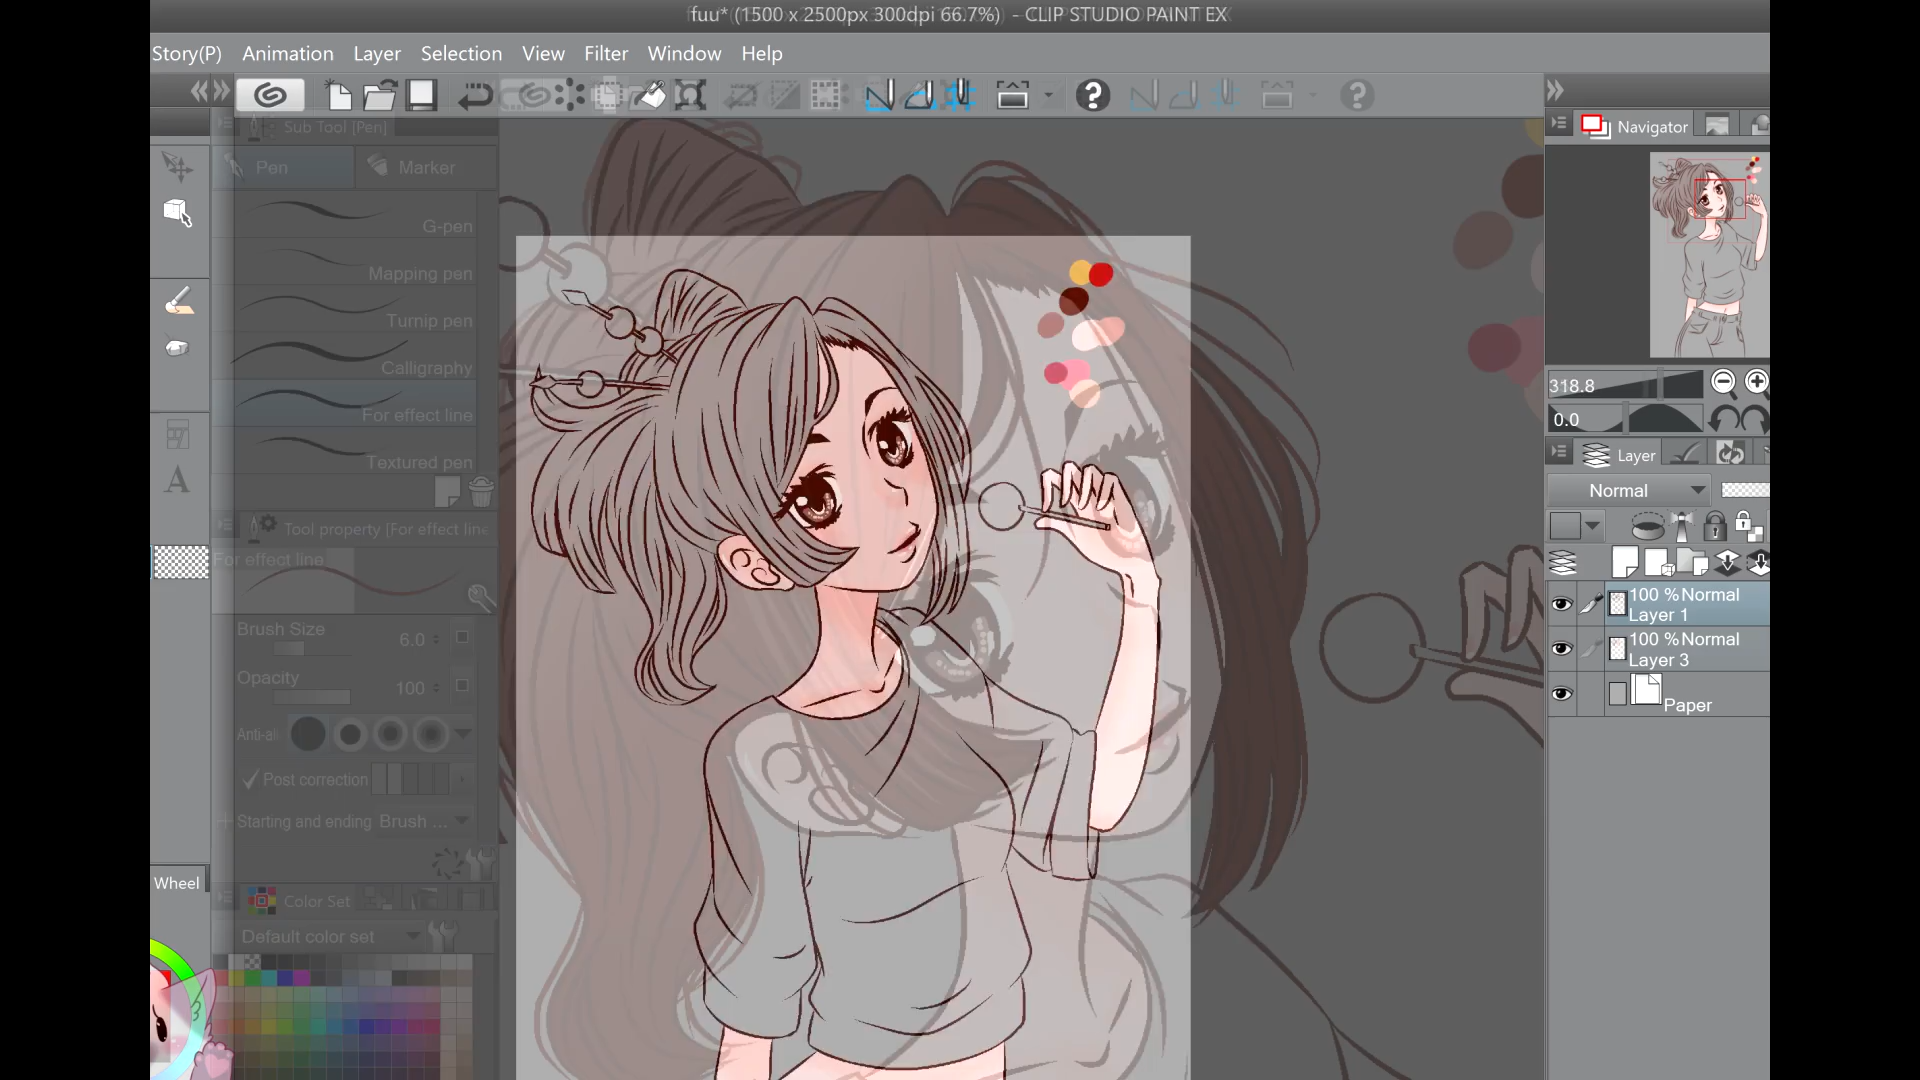 fuu* (1500 x 2500px 300dpi 66.7%) - CLIP STUDIO PAINT EX
Story(P) Animation Layer Selection View Filter Window Help
Sub Tool [Pen]
Navigator
Pen Marker
G-pen
Mapping pen
Turnip pen
Calligraphy
For effect line
Textured pen
318.8
0.0
Layer
Normal
A
Tool property [For effect line
For effect line
100 %Normal
Layer 1
Brush Size 6.0
100 %Normal
Layer 3
Opacity 100
Paper
Anti-ali
Post correction
Starting and ending Brush ...
Wheel
Color Set
Default color set